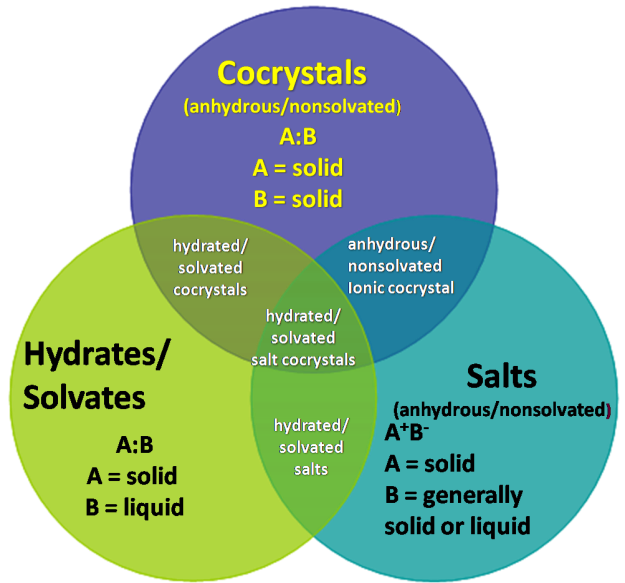 Cocrystals
(anhydrous/nonsolvated)
A:B
A = solid
B = solid
hydrated/
solvated
cocrystals
anhydrous/
nonsolvated
Ionic cocrystal
hydrated/
solvated
salt cocrystals
Hydrates/
Solvates
A:B
A = solid
B = liquid
hydrated/
solvated
salts
Salts
(anhydrous/nonsolvated)
A⁺B⁻
A = solid
B = generally
solid or liquid